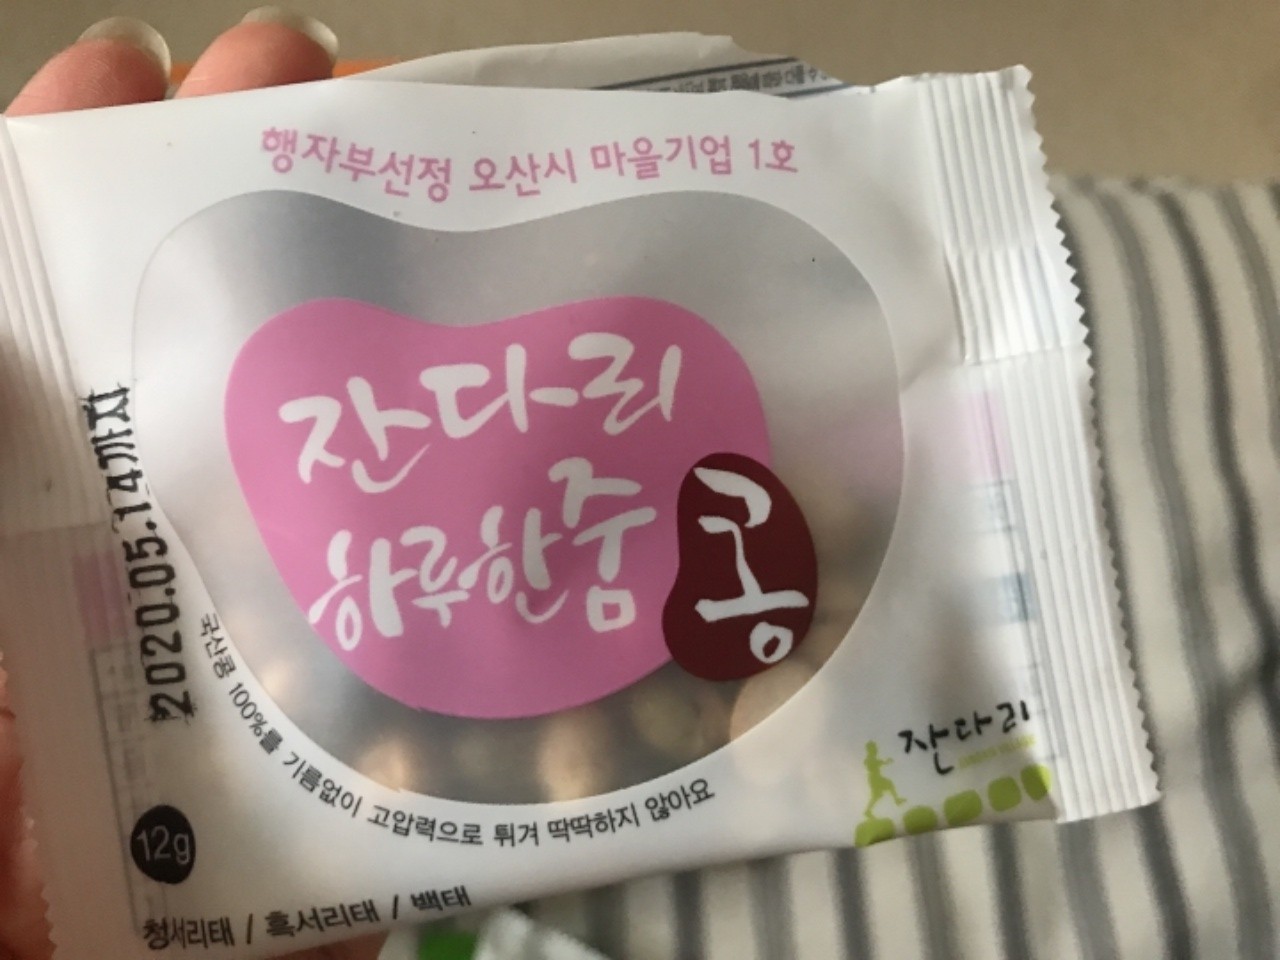 행자부선정 오산시 마을기업 1호
잔다리
하루한줌
콩
2020.05.14까지
국산콩 100%를 기름없이 고압력으로 튀겨 딱딱하지 않아요
잔다리
12g
청서리태 / 흑서리태 / 백태